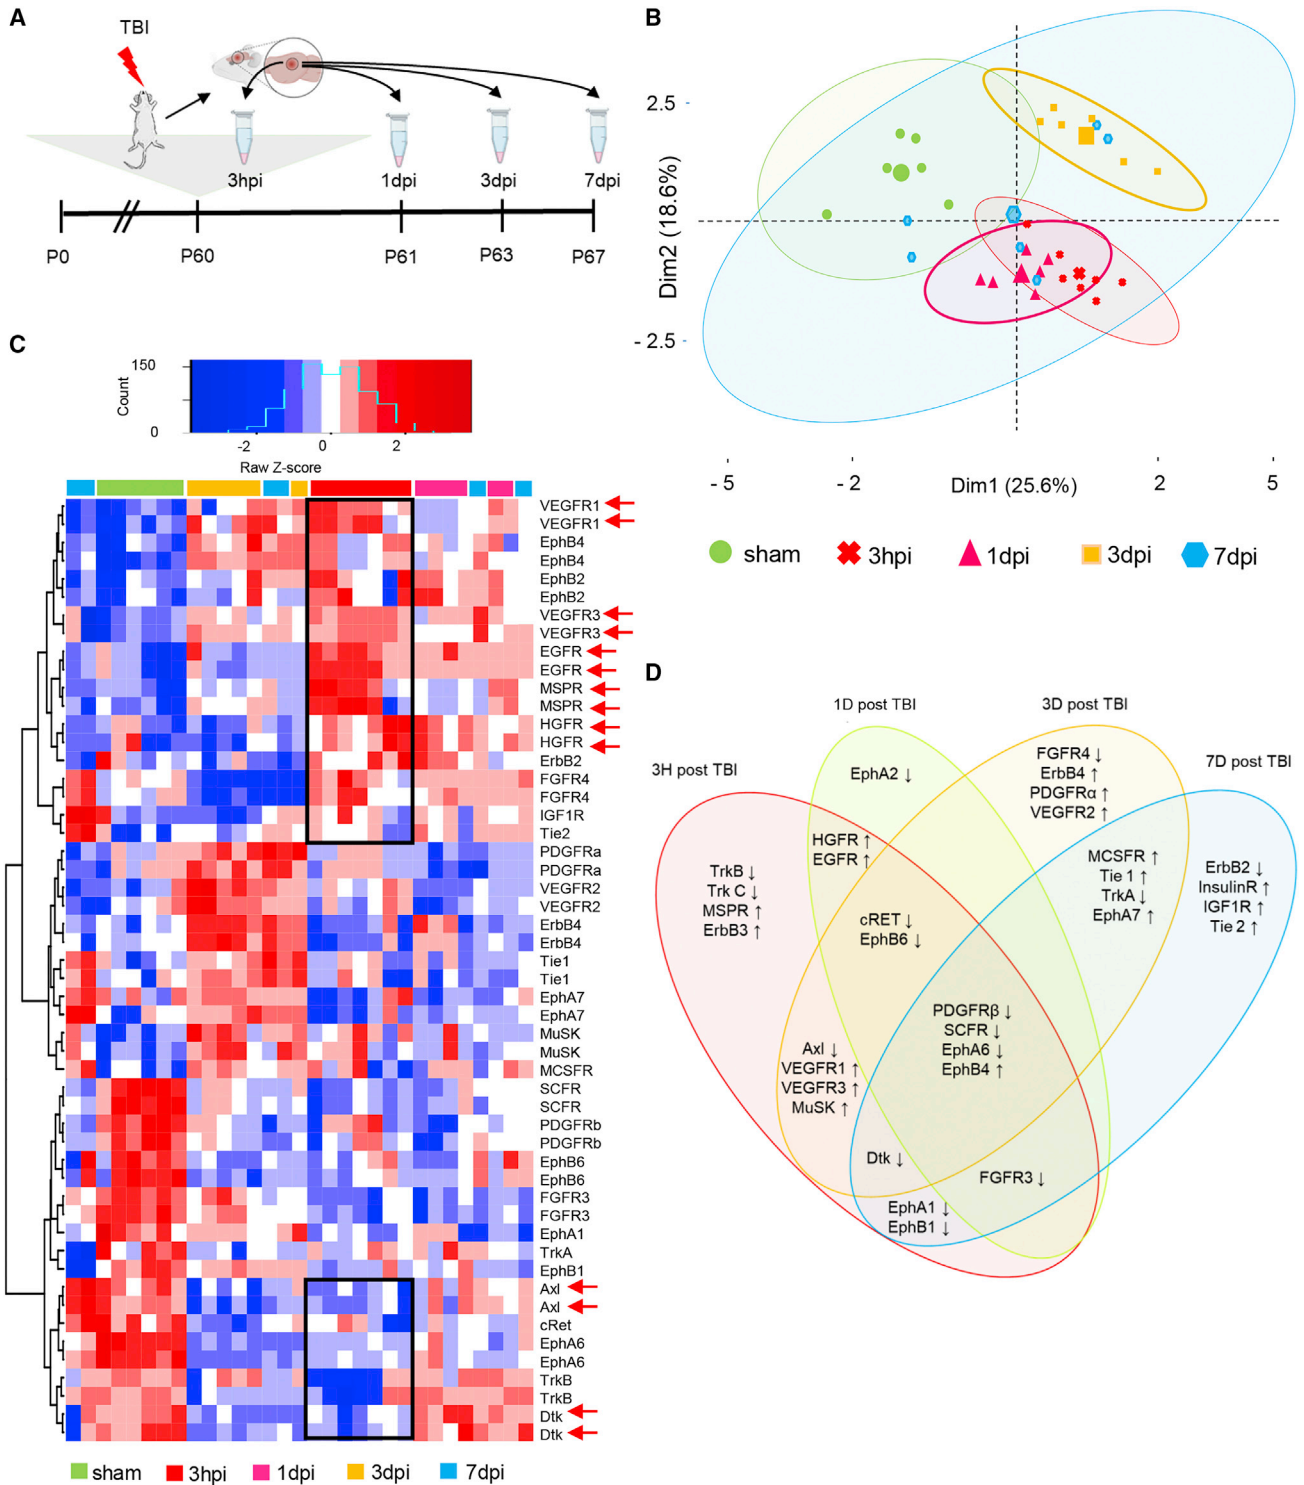 A
TBI
3hpi
1dpi
3dpi
7dpi
P0
P60
P61
P63
P67
B
2.5
- 2.5
Dim2 (18.6%)
- 5
- 2
Dim1 (25.6%)
2
5
sham
3hpi
1dpi
3dpi
7dpi
C
150
Count
0
-2
0
2
Raw Z-score
VEGFR1
VEGFR1
EphB4
EphB4
EphB2
EphB2
VEGFR3
VEGFR3
EGFR
EGFR
MSPR
MSPR
HGFR
HGFR
ErbB2
FGFR4
FGFR4
IGF1R
Tie2
PDGFRa
PDGFRa
VEGFR2
VEGFR2
ErbB4
ErbB4
Tie1
Tie1
EphA7
EphA7
MuSK
MuSK
MCSFR
SCFR
SCFR
PDGFRb
PDGFRb
EphB6
EphB6
FGFR3
FGFR3
EphA1
TrkA
EphB1
Axl
Axl
cRet
EphA6
EphA6
TrkB
TrkB
Dtk
Dtk
sham
3hpi
1dpi
3dpi
7dpi
D
3H post TBI
1D post TBI
3D post TBI
7D post TBI
EphA2 ↓
FGFR4 ↓
ErbB4 ↑
PDGFRα ↑
VEGFR2 ↑
HGFR ↑
EGFR ↑
TrkB ↓
Trk C ↓
MSPR ↑
ErbB3 ↑
MCSFR ↑
Tie 1 ↑
TrkA ↓
EphA7 ↑
ErbB2 ↓
InsulinR ↑
IGF1R ↑
Tie 2 ↑
cRET ↓
EphB6 ↓
PDGFRβ ↓
SCFR ↓
EphA6 ↓
EphB4 ↑
Axl ↓
VEGFR1 ↑
VEGFR3 ↑
MuSK ↑
Dtk ↓
FGFR3 ↓
EphA1 ↓
EphB1 ↓